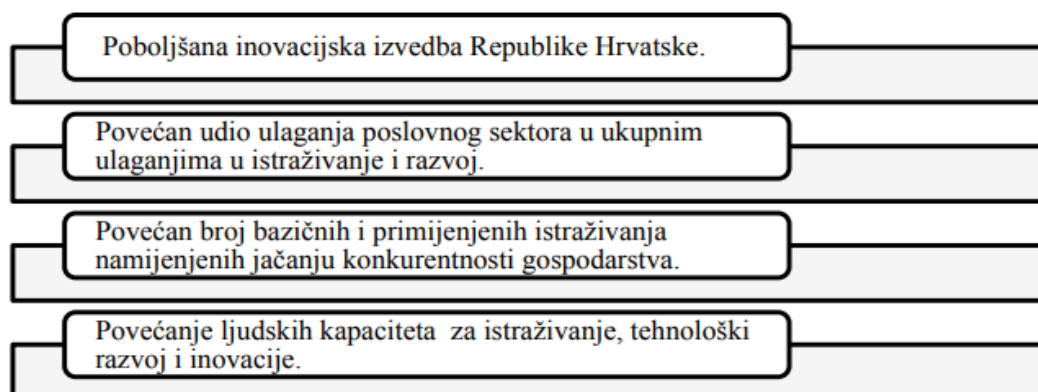 Poboljšana inovacijska izvedba Republike Hrvatske.
Povećan udio ulaganja poslovnog sektora u ukupnim
ulaganjima u istraživanje i razvoj.
Povećan broj bazičnih i primijenjenih istraživanja
namijenjenih jačanju konkurentnosti gospodarstva.
Povećanje ljudskih kapaciteta  za istraživanje, tehnološki
razvoj i inovacije.